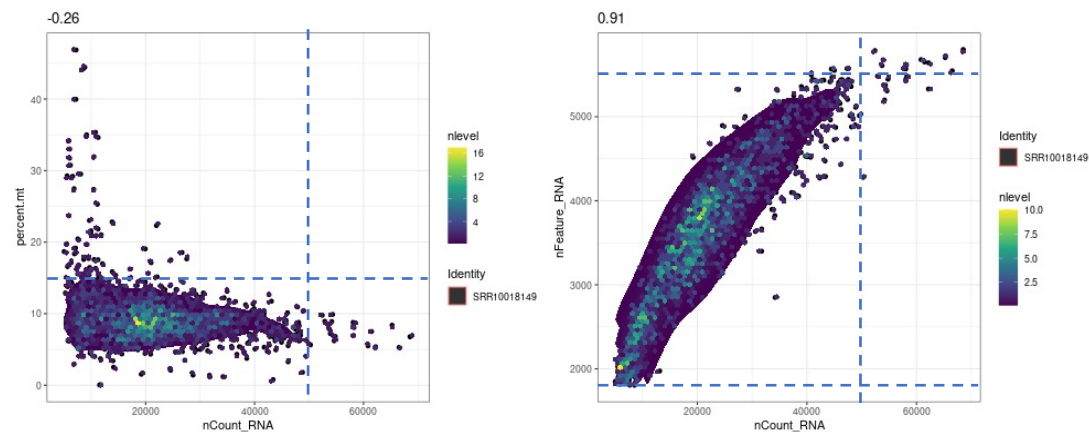 -0.26
percent.mt
40
30
20
10
0
20000
40000
60000
nCount_RNA
nlevel
16
12
8
4
Identity
SRR10018149
0.91
nFeature_RNA
5000
4000
3000
2000
20000
40000
60000
nCount_RNA
Identity
SRR10018149
nlevel
10.0
7.5
5.0
2.5